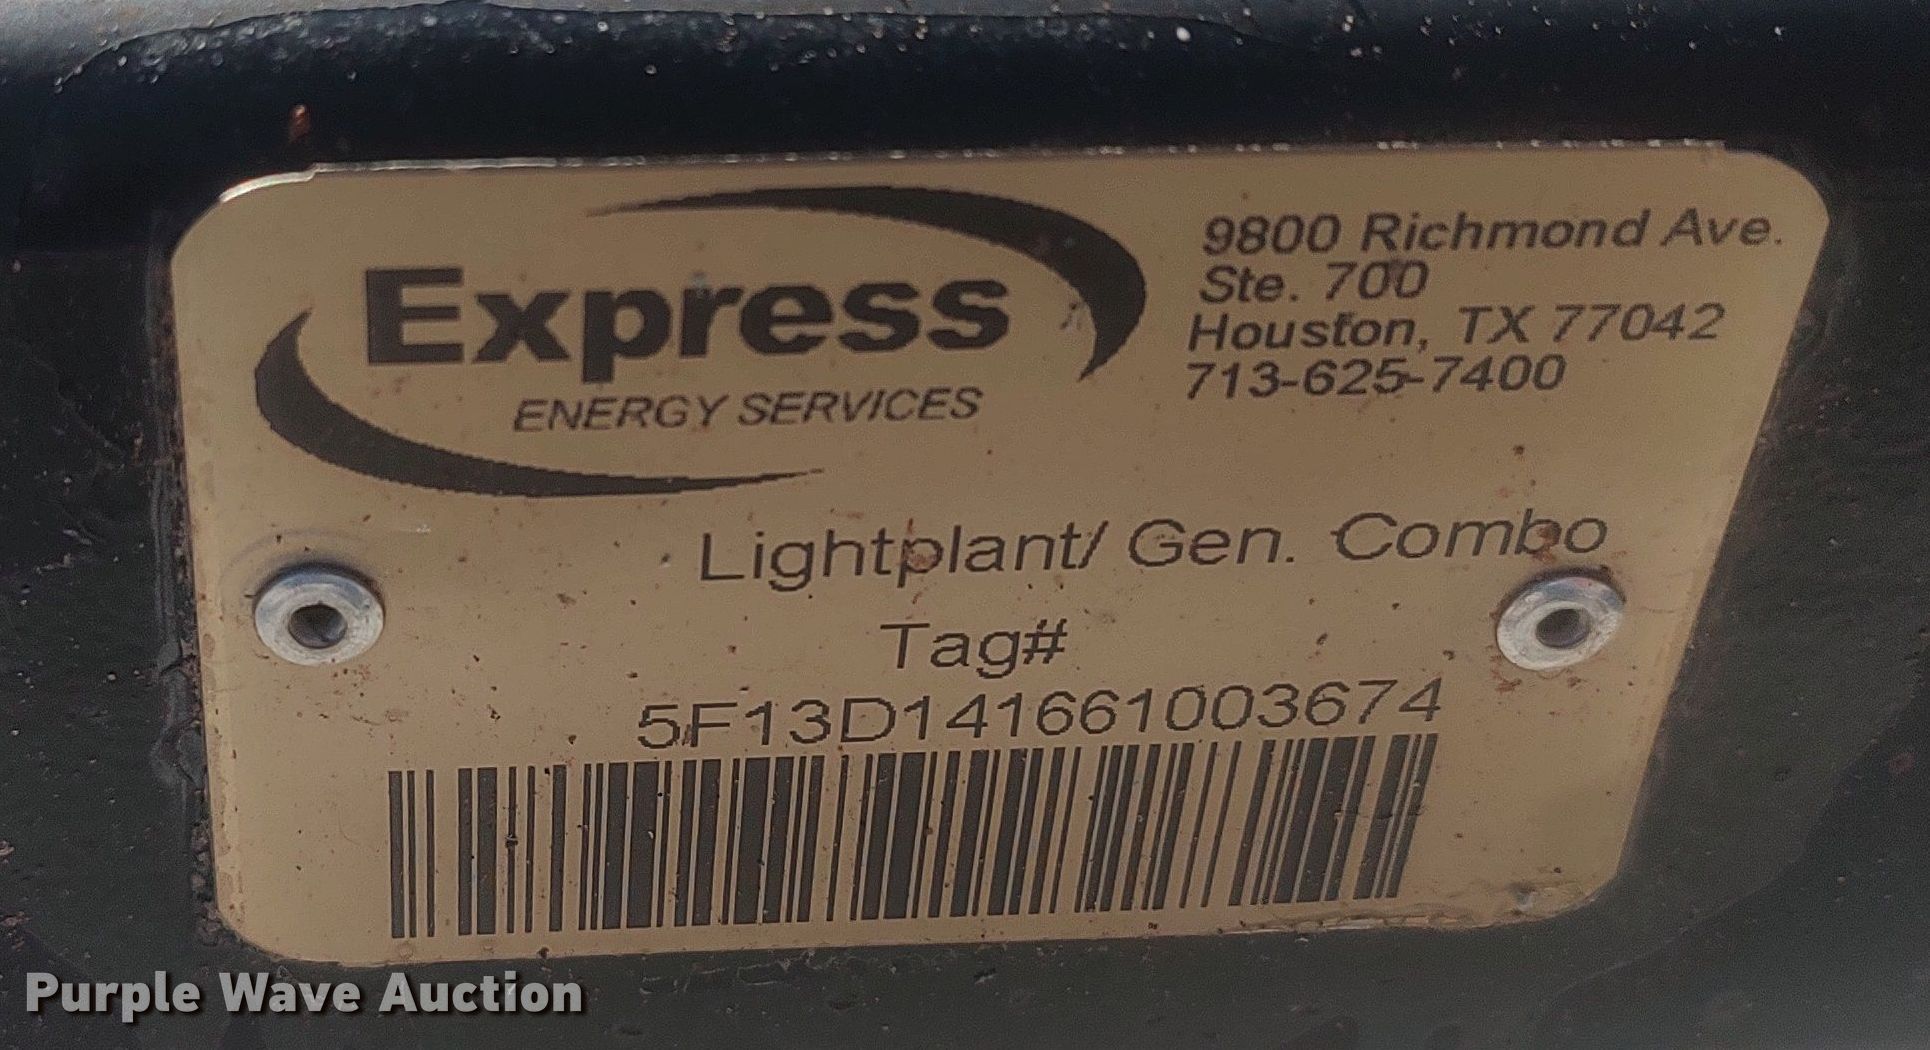 Express
ENERGY SERVICES
9800 Richmond Ave.
Ste. 700
Houston, TX 77042
713-625-7400
Lightplant/ Gen. Combo
Tag#
5F13D141661003674
Purple Wave Auction